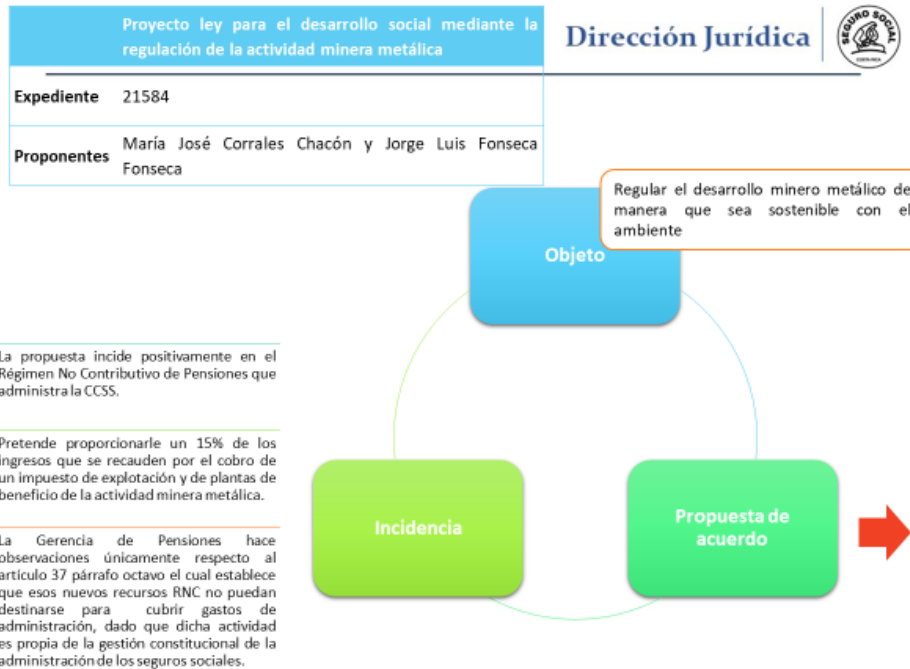 Proyecto ley para el desarrollo social mediante la
regulación de la actividad minera metálica
Dirección Jurídica
SEGURO SOCIAL
COSTA RICA
Expediente 21584
Proponentes María José Corrales Chacón y Jorge Luis Fonseca
Fonseca
Regular el desarrollo minero metálico de
manera que sea sostenible con el
ambiente
Objeto
La propuesta incide positivamente en el
Régimen No Contributivo de Pensiones que
administra la CCSS.
Pretende proporcionarle un 15% de los
ingresos que se recauden por el cobro de
un impuesto de explotación y de plantas de
beneficio de la actividad minera metálica.
La Gerencia de Pensiones hace
observaciones únicamente respecto al
artículo 37 párrafo octavo el cual establece
que esos nuevos recursos RNC no puedan
destinarse para cubrir gastos de
administración, dado que dicha actividad
es propia de la gestión constitucional de la
administración de los seguros sociales.
Incidencia
Propuesta de
acuerdo